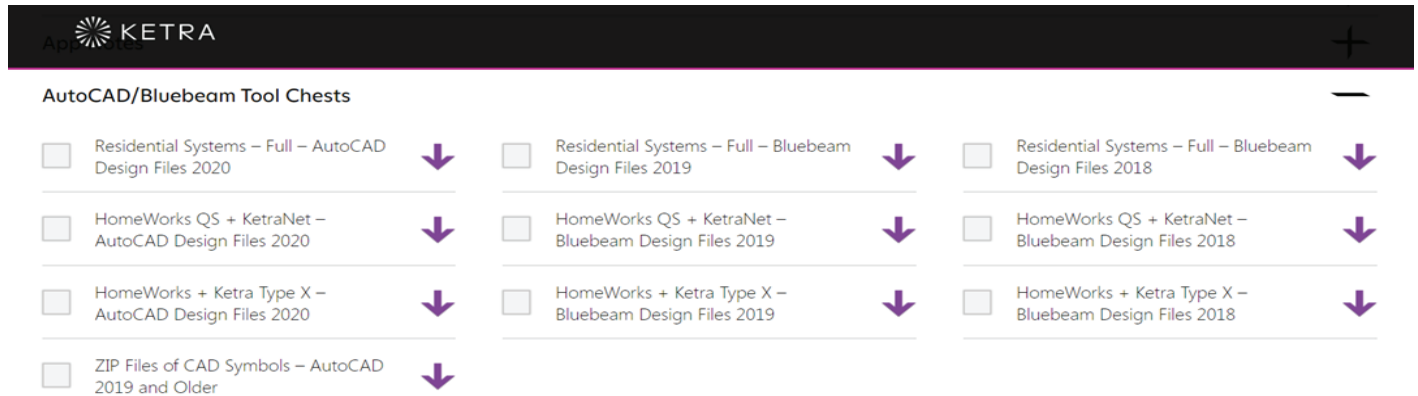 KETRA
App Notes
AutoCAD/Bluebeam Tool Chests
Residential Systems – Full – AutoCAD
Design Files 2020
Residential Systems – Full – Bluebeam
Design Files 2019
Residential Systems – Full – Bluebeam
Design Files 2018
HomeWorks QS + KetraNet –
AutoCAD Design Files 2020
HomeWorks QS + KetraNet –
Bluebeam Design Files 2019
HomeWorks QS + KetraNet –
Bluebeam Design Files 2018
HomeWorks + Ketra Type X –
AutoCAD Design Files 2020
HomeWorks + Ketra Type X –
Bluebeam Design Files 2019
HomeWorks + Ketra Type X –
Bluebeam Design Files 2018
ZIP Files of CAD Symbols – AutoCAD
2019 and Older